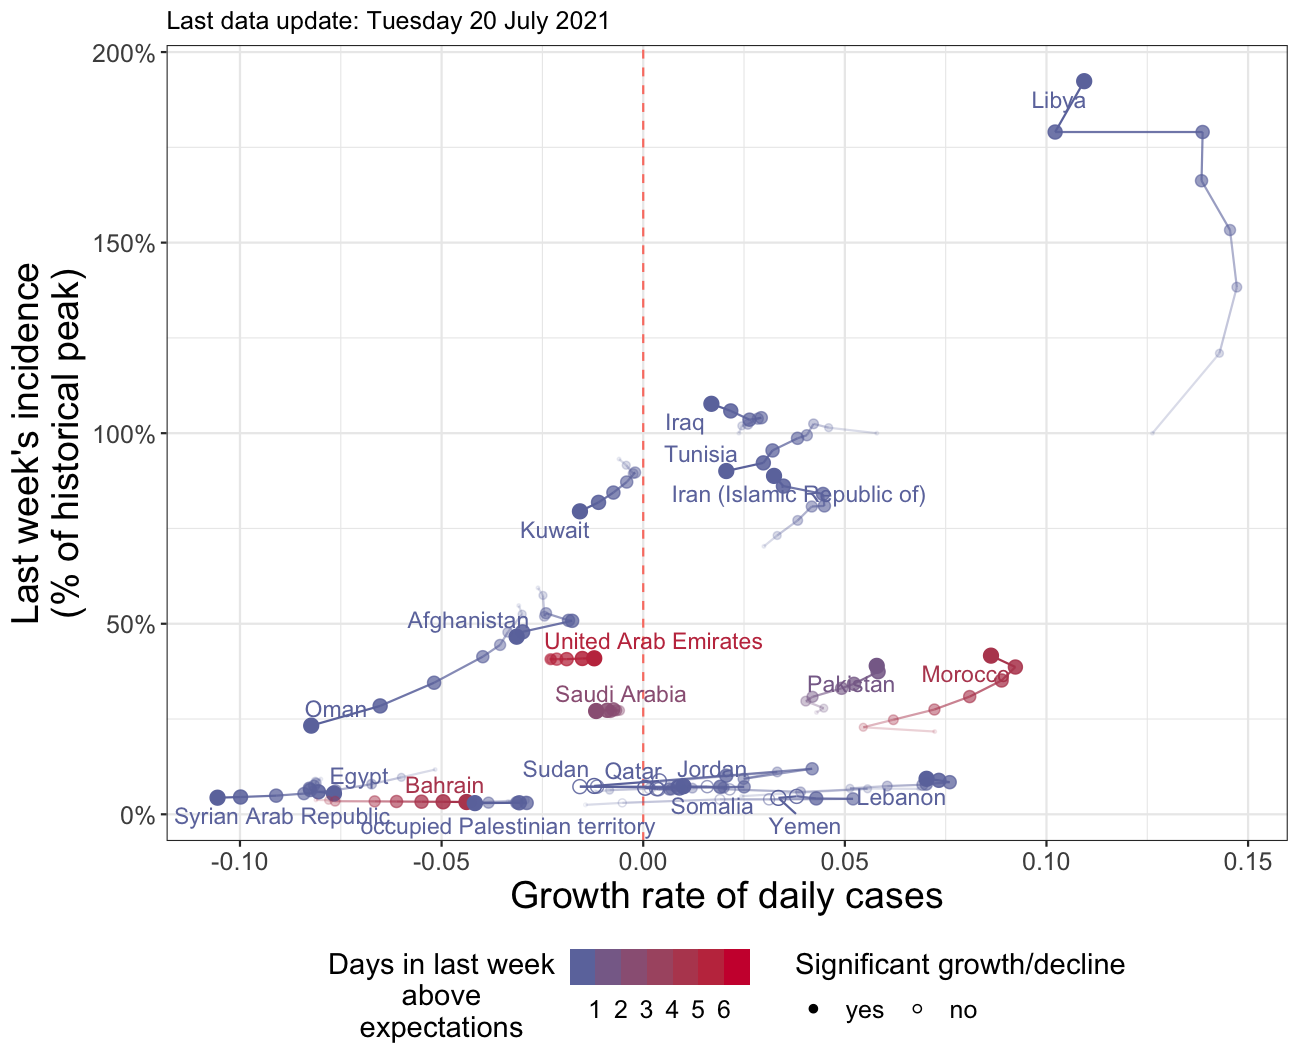 Last data update: Tuesday 20 July 2021
Last week's incidence
(% of historical peak)
200%
150%
100%
50%
0%
Libya
Iraq
Tunisia
Iran (Islamic Republic of)
Kuwait
Afghanistan
United Arab Emirates
Pakistan
Morocco
Saudi Arabia
Oman
Sudan
Qatar
Jordan
Egypt
Bahrain
Lebanon
Somalia
Syrian Arab Republic
occupied Palestinian territory
Yemen
-0.10
-0.05
0.00
0.05
0.10
0.15
Growth rate of daily cases
Days in last week
above
expectations
1 2 3 4 5 6
Significant growth/decline
yes
no